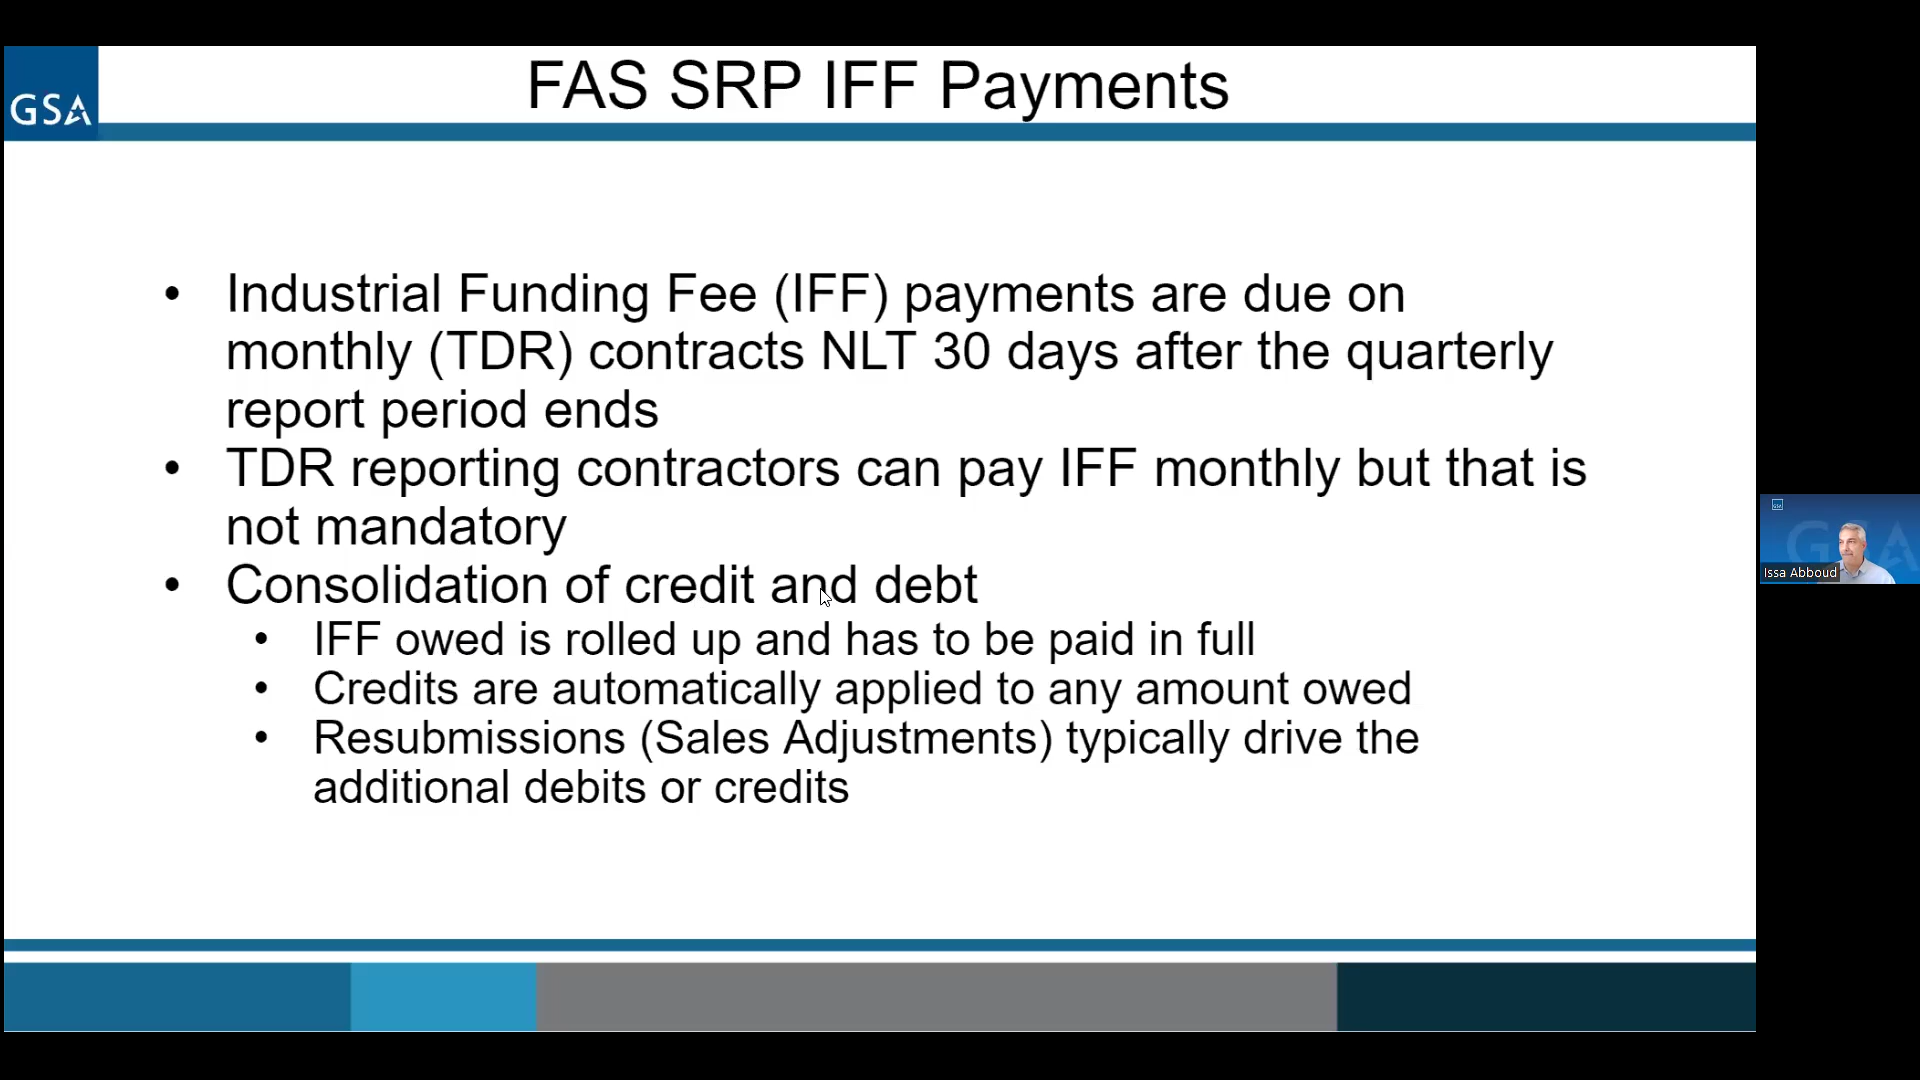 GSA
FAS SRP IFF Payments
• Industrial Funding Fee (IFF) payments are due on
monthly (TDR) contracts NLT 30 days after the quarterly
report period ends
• TDR reporting contractors can pay IFF monthly but that is
not mandatory
• Consolidation of credit and debt
• IFF owed is rolled up and has to be paid in full
• Credits are automatically applied to any amount owed
• Resubmissions (Sales Adjustments) typically drive the
additional debits or credits
GSA
Issa Abboud